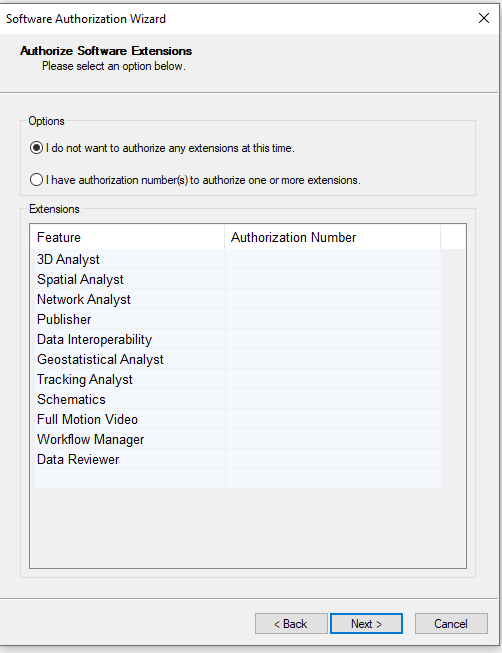 Software Authorization Wizard
Authorize Software Extensions
Please select an option below.
Options
I do not want to authorize any extensions at this time.
I have authorization number(s) to authorize one or more extensions.
Extensions
Feature Authorization Number
3D Analyst
Spatial Analyst
Network Analyst
Publisher
Data Interoperability
Geostatistical Analyst
Tracking Analyst
Schematics
Full Motion Video
Workflow Manager
Data Reviewer
< Back Next > Cancel